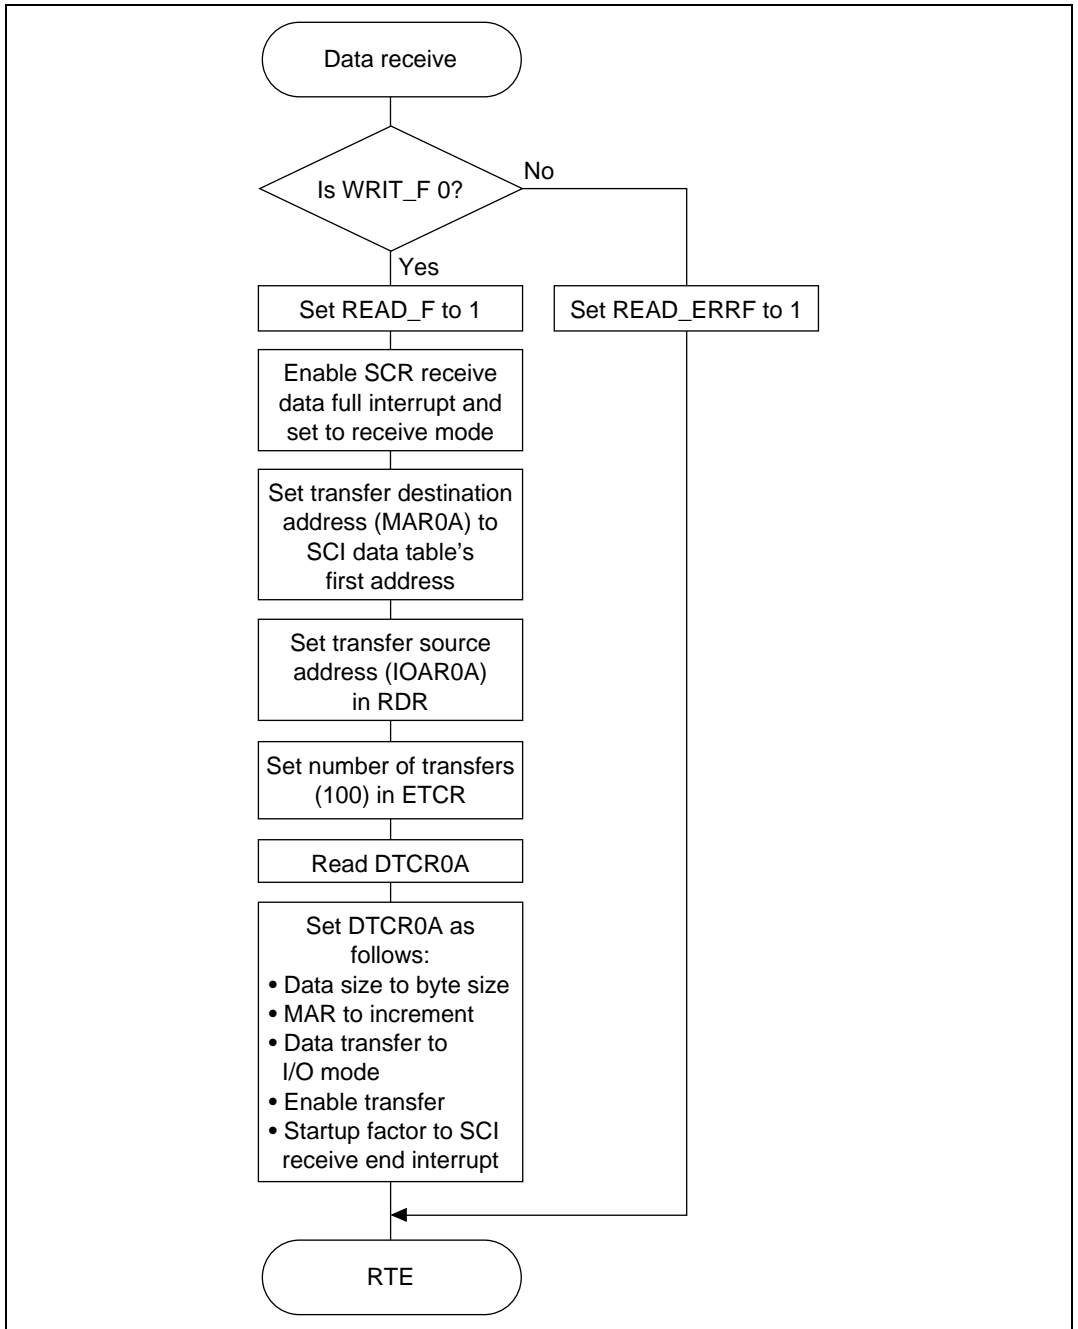 Data receive
Is WRIT_F 0?
No
Yes
Set READ_F to 1
Set READ_ERRF to 1
Enable SCR receive
data full interrupt and
set to receive mode
Set transfer destination
address (MAR0A) to
SCI data table's
first address
Set transfer source
address (IOAR0A)
in RDR
Set number of transfers
(100) in ETCR
Read DTCR0A
Set DTCR0A as
follows:
• Data size to byte size
• MAR to increment
• Data transfer to
I/O mode
• Enable transfer
• Startup factor to SCI
receive end interrupt
RTE